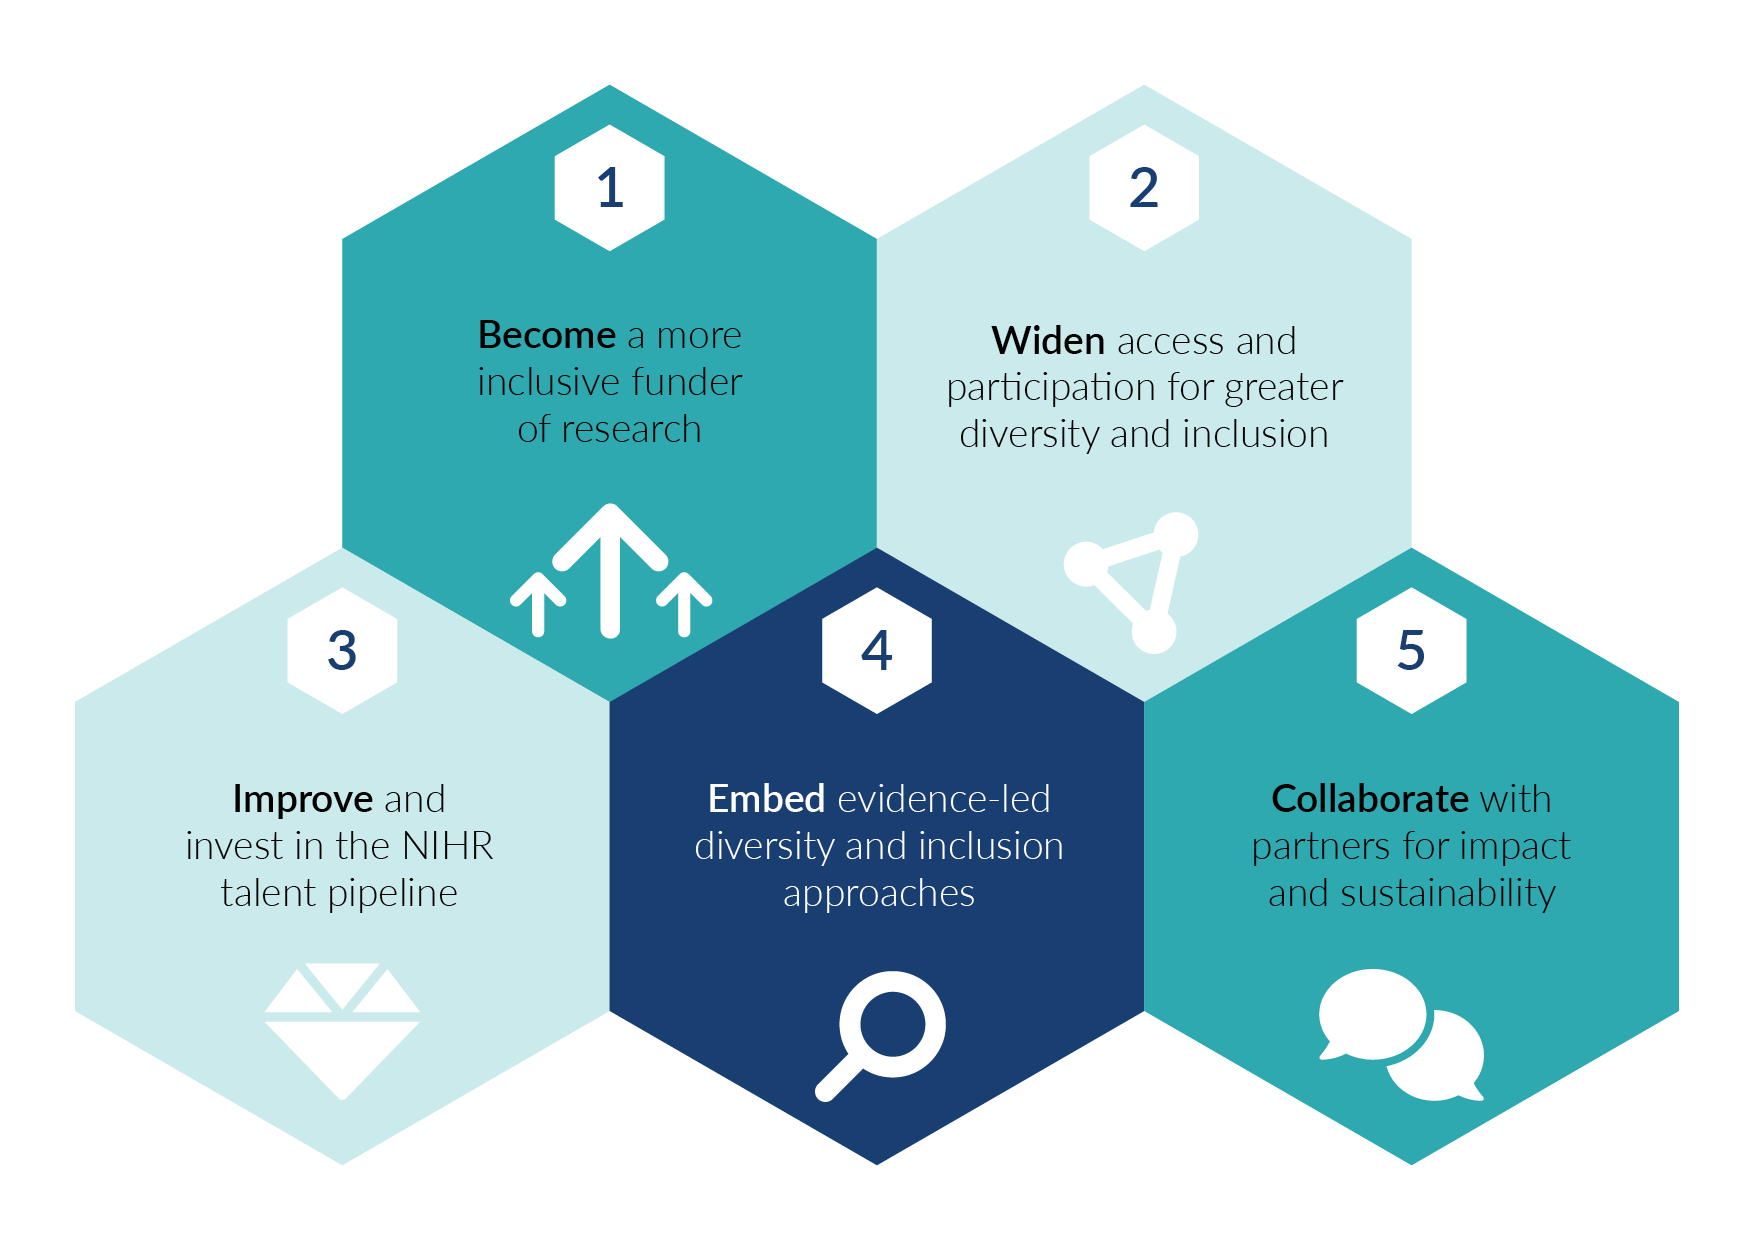 1
Become a more
inclusive funder
of research
2
Widen access and
participation for greater
diversity and inclusion
3
Improve and
invest in the NIHR
talent pipeline
4
Embed evidence-led
diversity and inclusion
approaches
5
Collaborate with
partners for impact
and sustainability